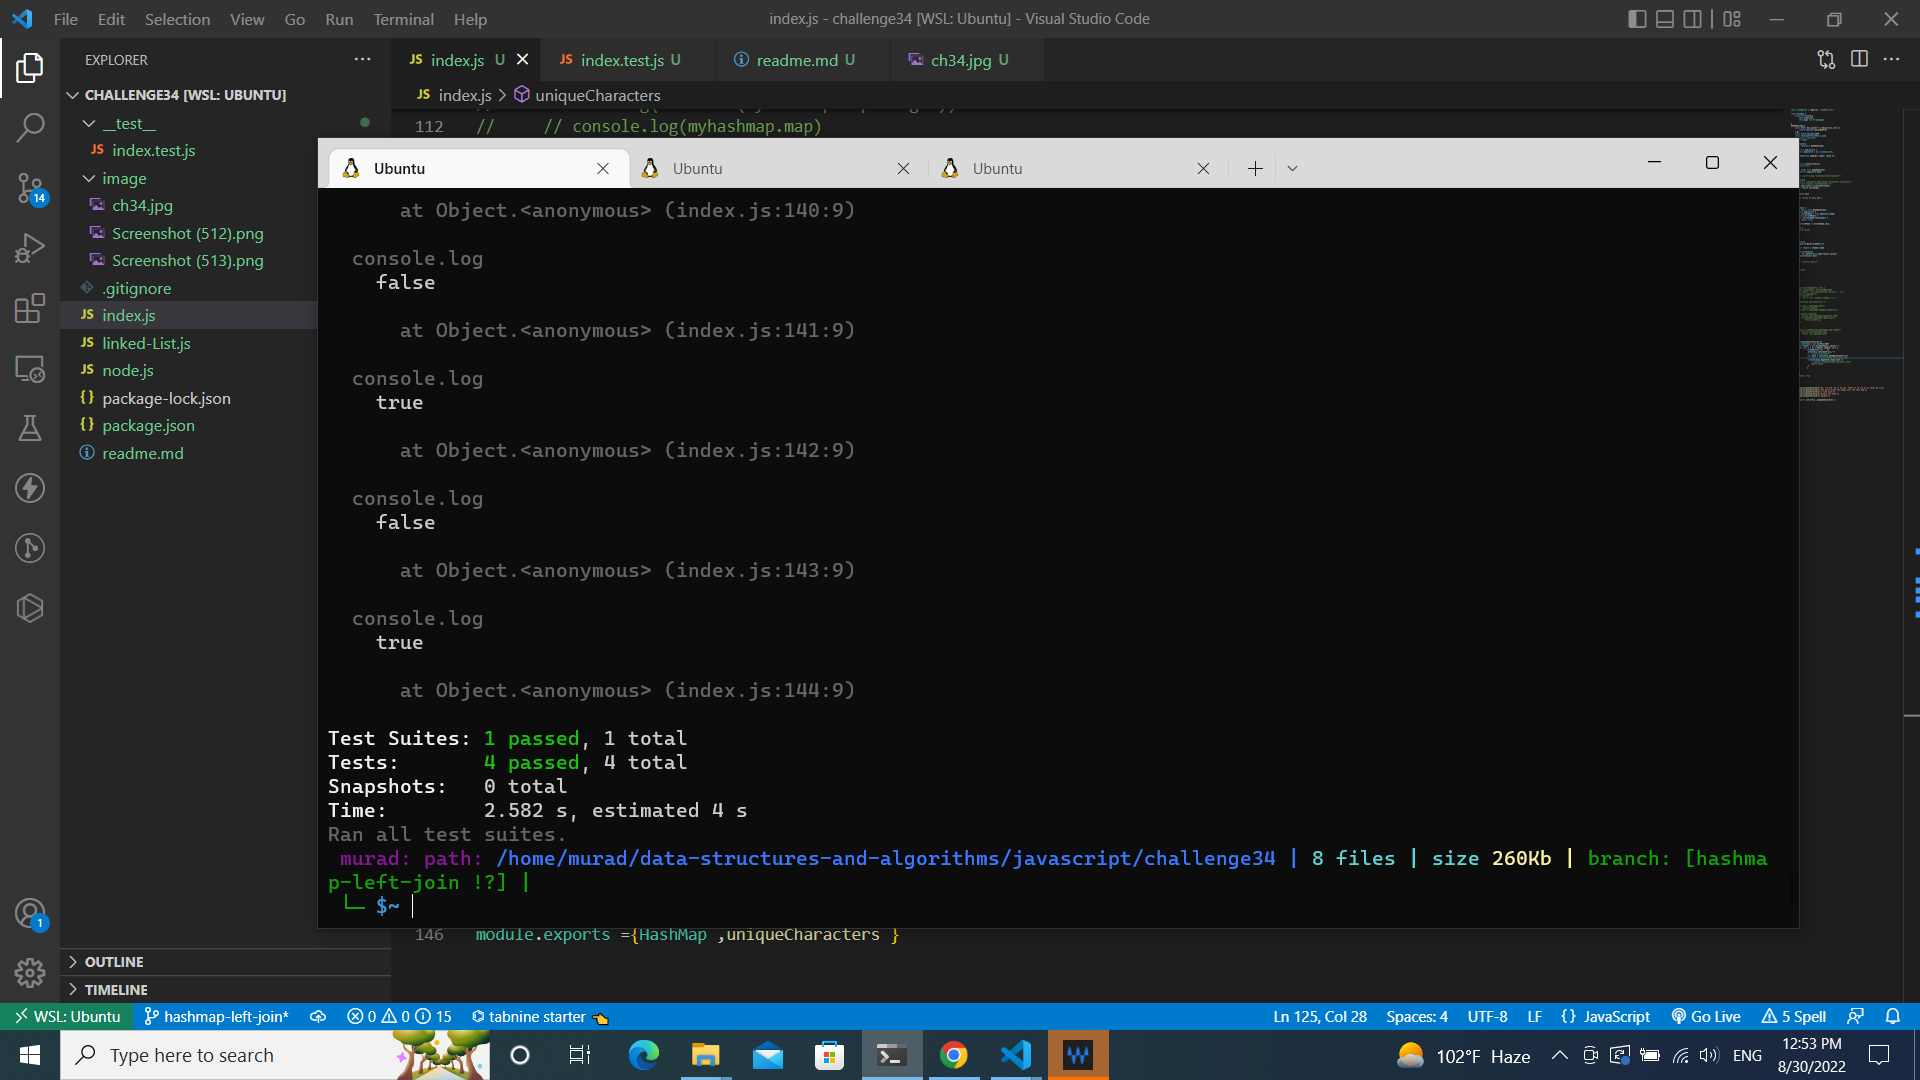 File Edit Selection View Go Run Terminal Help
index.js - challenge34 [WSL: Ubuntu] - Visual Studio Code
EXPLORER
JS index.js U
JS index.test.js U
readme.md U
ch34.jpg U
JS index.js > uniqueCharacters
CHALLENGE34 [WSL: UBUNTU]
__test__
JS index.test.js
image
ch34.jpg
Screenshot (512).png
Screenshot (513).png
.gitignore
JS index.js
JS linked-List.js
JS node.js
{} package-lock.json
{} package.json
readme.md
OUTLINE
TIMELINE
14
1
112 // // console.log(myhashmap.map)
Ubuntu
Ubuntu
Ubuntu
at Object.<anonymous> (index.js:140:9)
console.log
false
at Object.<anonymous> (index.js:141:9)
console.log
true
at Object.<anonymous> (index.js:142:9)
console.log
false
at Object.<anonymous> (index.js:143:9)
console.log
true
at Object.<anonymous> (index.js:144:9)
Test Suites: 1 passed, 1 total
Tests: 4 passed, 4 total
Snapshots: 0 total
Time: 2.582 s, estimated 4 s
Ran all test suites.
murad: path: /home/murad/data-structures-and-algorithms/javascript/challenge34 | 8 files | size 260Kb | branch: [hashma
p-left-join !?] |
└─ $~
146 module.exports ={HashMap ,uniqueCharacters }
WSL: Ubuntu hashmap-left-join* 0 0 15 tabnine starter
Ln 125, Col 28 Spaces: 4 UTF-8 LF {} JavaScript Go Live 5 Spell
Type here to search
102°F Haze
ENG
12:53 PM
8/30/2022